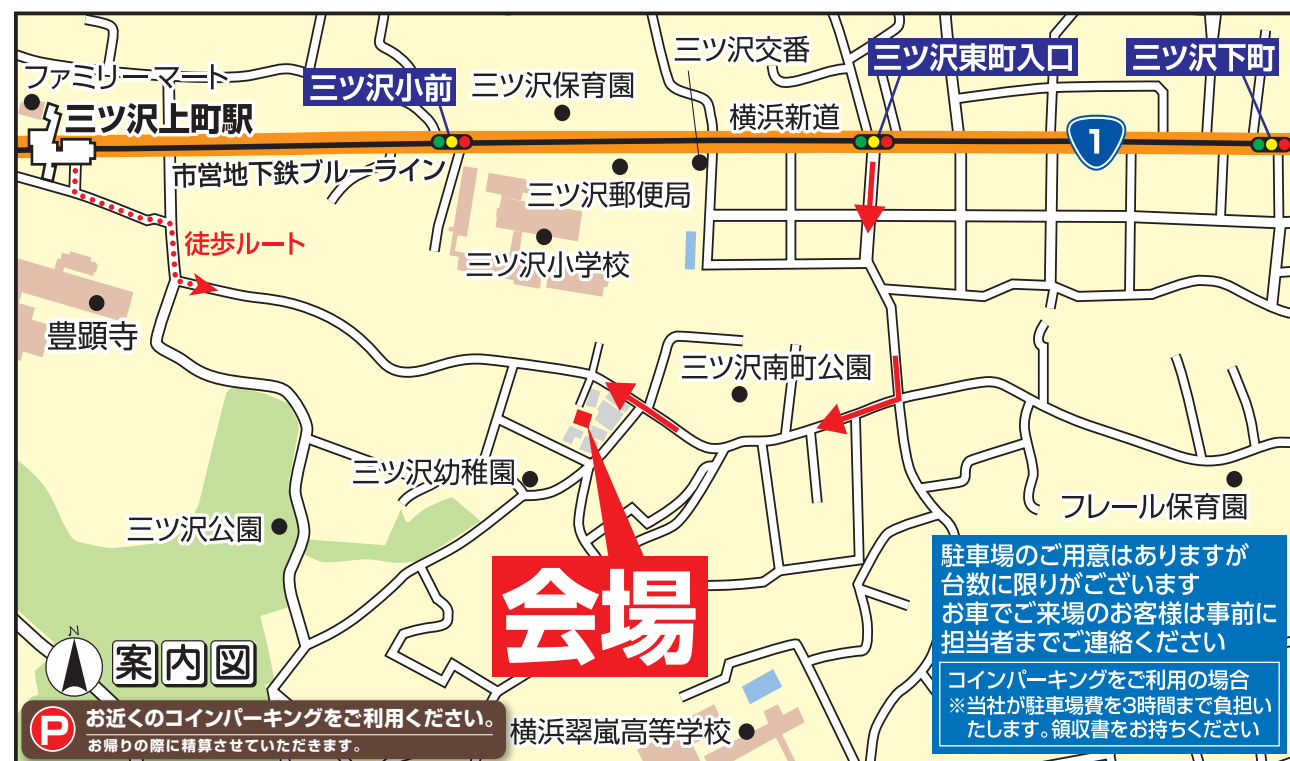 三ツ沢交番
三ツ沢東町入口
三ツ沢下町
ファミリーマート
三ツ沢小前
三ツ沢保育園
三ツ沢上町駅
横浜新道
1
市営地下鉄ブルーライン
三ツ沢郵便局
徒歩ルート
三ツ沢小学校
豊顕寺
三ツ沢南町公園
三ツ沢幼稚園
フレール保育園
三ツ沢公園
会場
駐車場のご用意はありますが
台数に限りがございます
お車でご来場のお客様は事前に
担当者までご連絡ください
コインパーキングをご利用の場合
※当社が駐車場費を3時間まで負担い
たします。領収書をお持ちください
N
案内図
P
お近くのコインパーキングをご利用ください。
お帰りの際に精算させていただきます。
横浜翠嵐高等学校